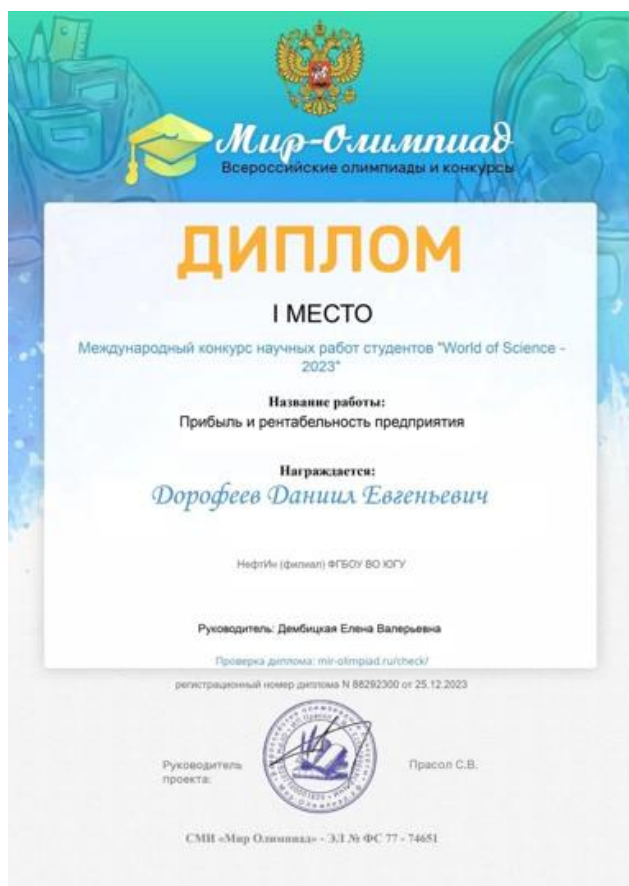 Мир-Олимпиад
Всероссийские олимпиады и конкурсы
ДИПЛОМ
I МЕСТО
Международный конкурс научных работ студентов "World of Science -
2023"
Название работы:
Прибыль и рентабельность предприятия
Награждается:
Дорофеев Даниил Евгеньевич
НефтИн (филиал) ФГБОУ ВО ЮГУ
Руководитель: Дембицкая Елена Валерьевна
Проверка диплома: mir-olimpiad.ru/check/
регистрационный номер диплома N 88292300 от 25.12.2023
Руководитель
проекта:
Прасол С.В.
СМИ «Мир Олимпиад» - ЭЛ № ФС 77 - 74651